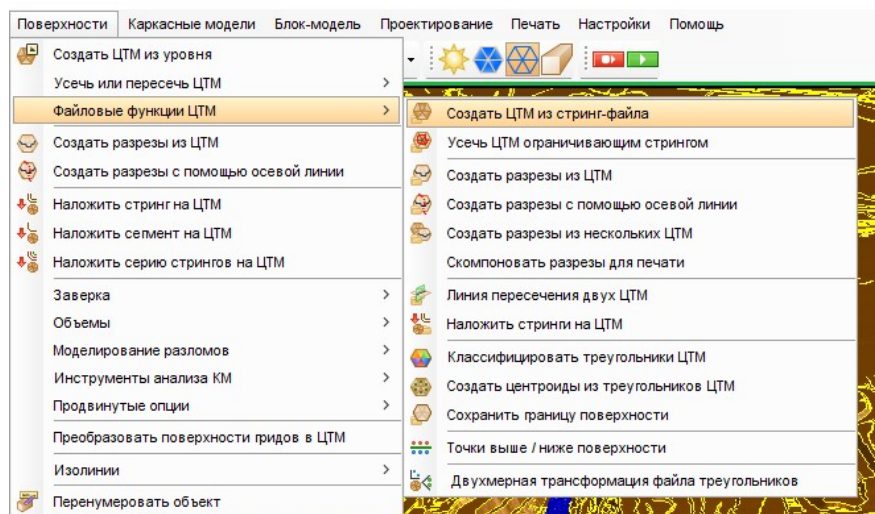 Поверхности Каркасные модели Блок-модель Проектирование Печать Настройки Помощь
Создать ЦТМ из уровня
Усечь или пересечь ЦТМ
Файловые функции ЦТМ
Создать разрезы из ЦТМ
Создать разрезы с помощью осевой линии
Наложить стринг на ЦТМ
Наложить сегмент на ЦТМ
Наложить серию стрингов на ЦТМ
Заверка
Объемы
Моделирование разломов
Инструменты анализа КМ
Продвинутые опции
Преобразовать поверхности гридов в ЦТМ
Изолинии
Перенумеровать объект
Создать ЦТМ из стринг-файла
Усечь ЦТМ ограничивающим стрингом
Создать разрезы из ЦТМ
Создать разрезы с помощью осевой линии
Создать разрезы из нескольких ЦТМ
Скомпоновать разрезы для печати
Линия пересечения двух ЦТМ
Наложить стринги на ЦТМ
Классифицировать треугольники ЦТМ
Создать центроиды из треугольников ЦТМ
Сохранить границу поверхности
Точки выше / ниже поверхности
Двухмерная трансформация файла треугольников